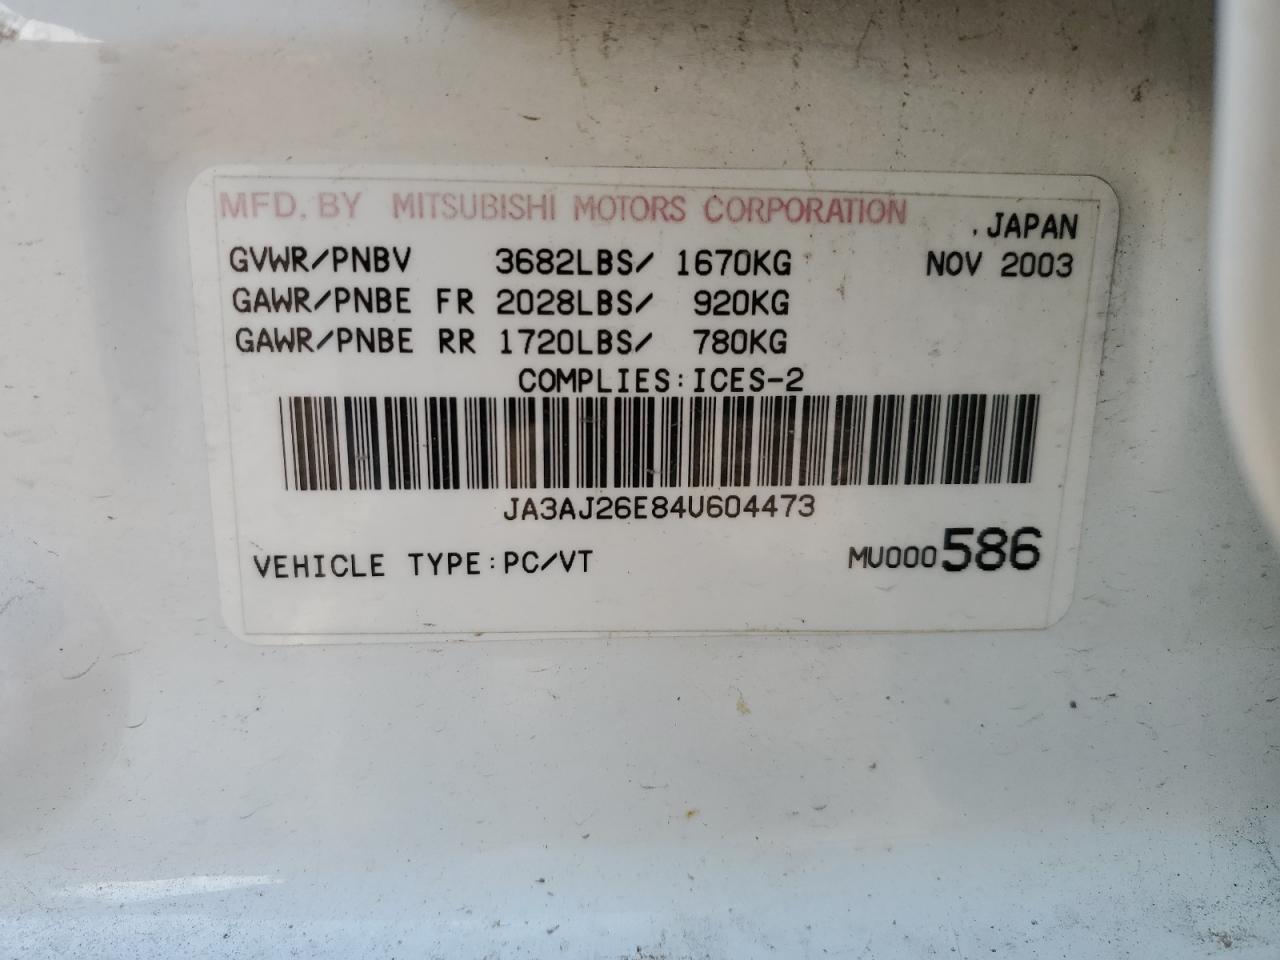 MFD. BY MITSUBISHI MOTORS CORPORATION
, JAPAN
GVWR/PNBV 3682LBS/ 1670KG NOV 2003
GAWR/PNBE FR 2028LBS/ 920KG
GAWR/PNBE RR 1720LBS/ 780KG
COMPLIES:ICES-2
JA3AJ26E84U604473
VEHICLE TYPE:PC/VT MU000586